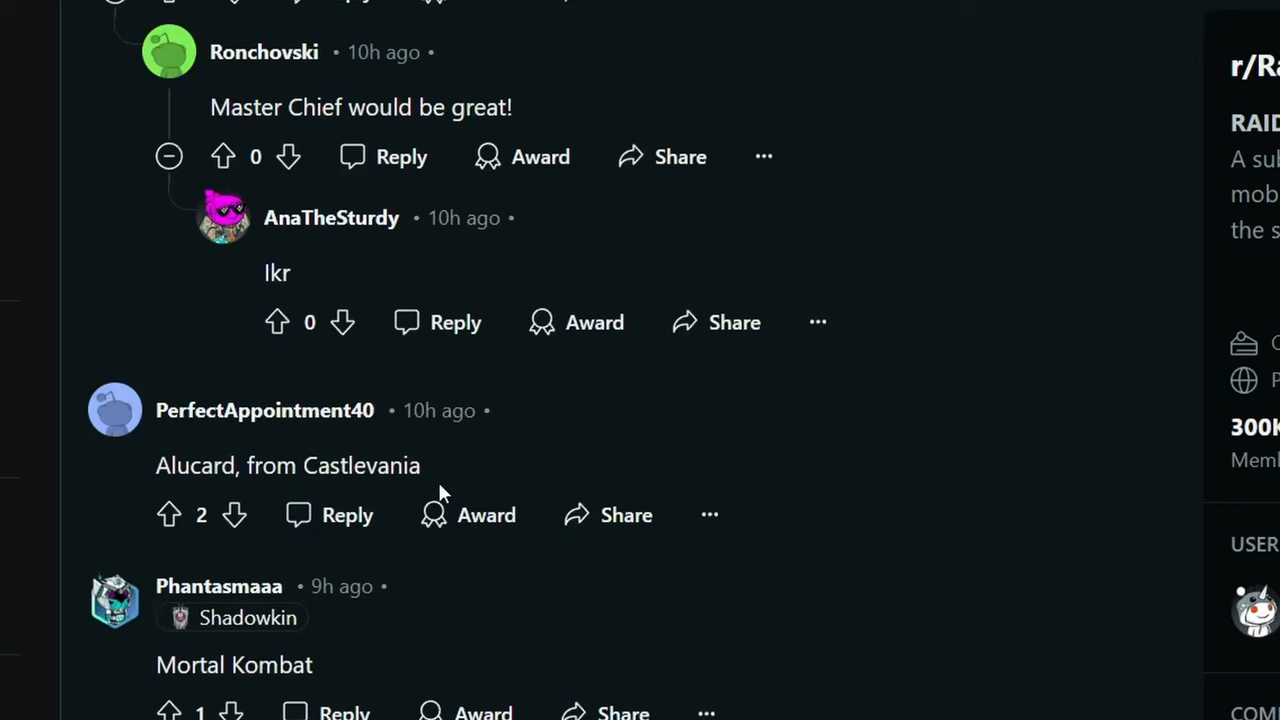 Ronchovski • 10h ago •
Master Chief would be great!
0 Reply Award Share ...
AnaTheSturdy • 10h ago •
Ikr
0 Reply Award Share ...
PerfectAppointment40 • 10h ago •
Alucard, from Castlevania
2 Reply Award Share ...
Phantasmaaa • 9h ago •
Shadowkin
Mortal Kombat
1 Reply Award Share ...
r/Ra
RAID
A sub
mob
the s
300K
Mem
USER
COM